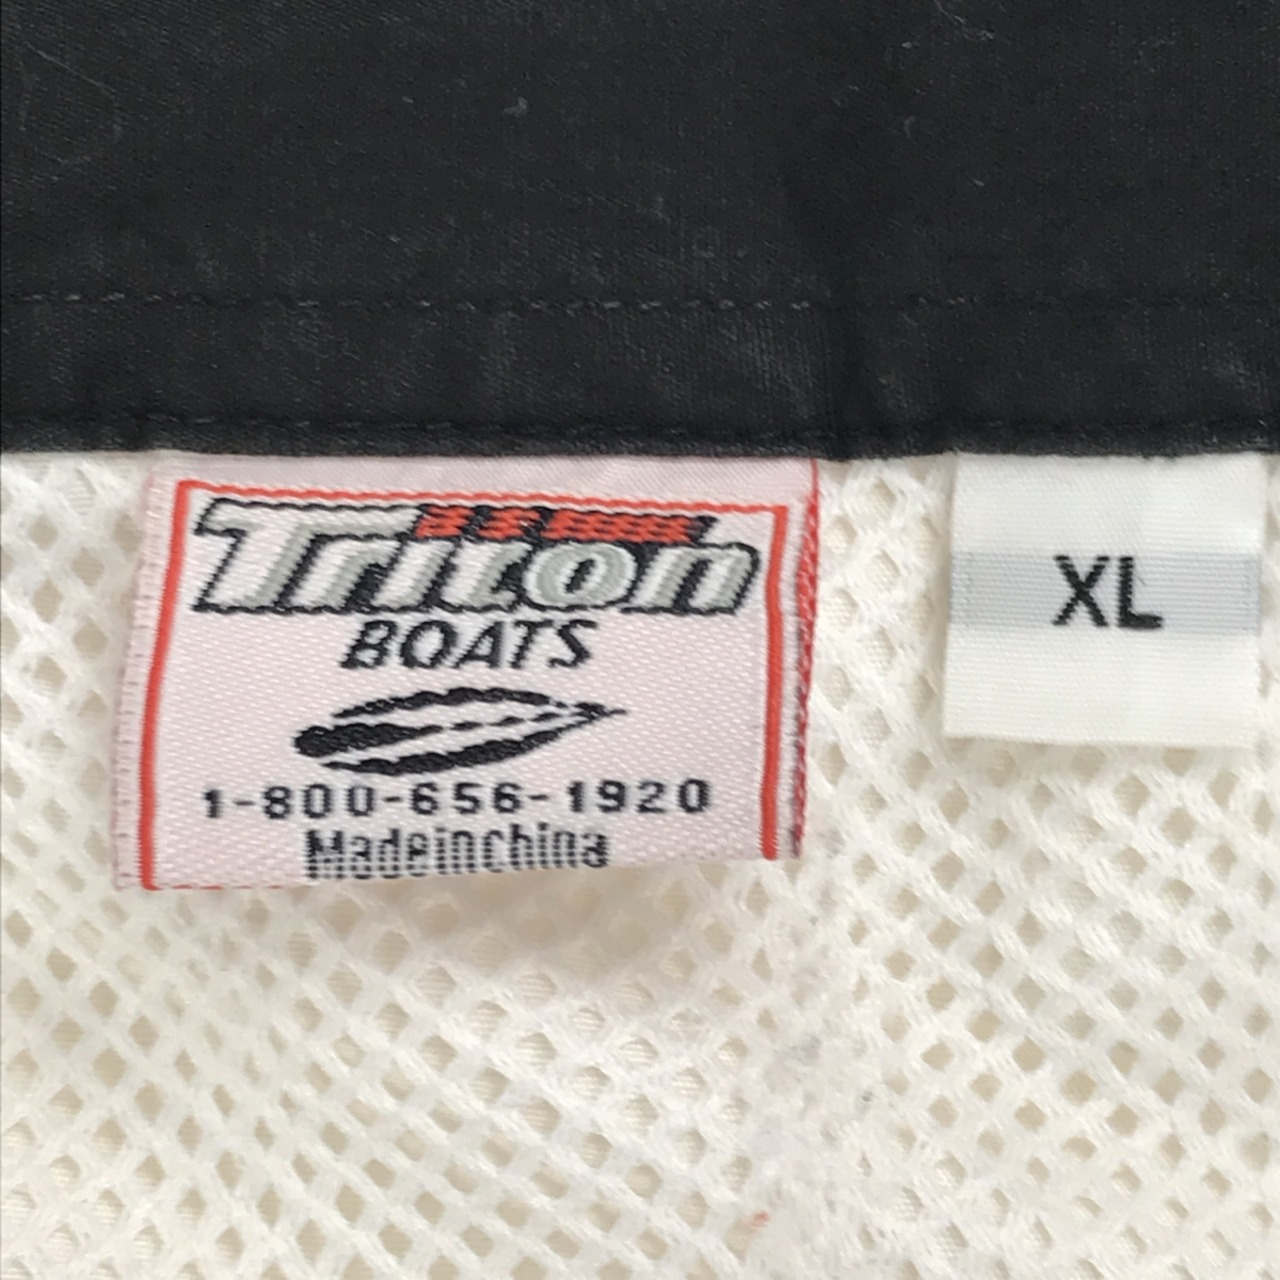 Triton
BOATS
1-800-656-1920
Madeinchina
XL